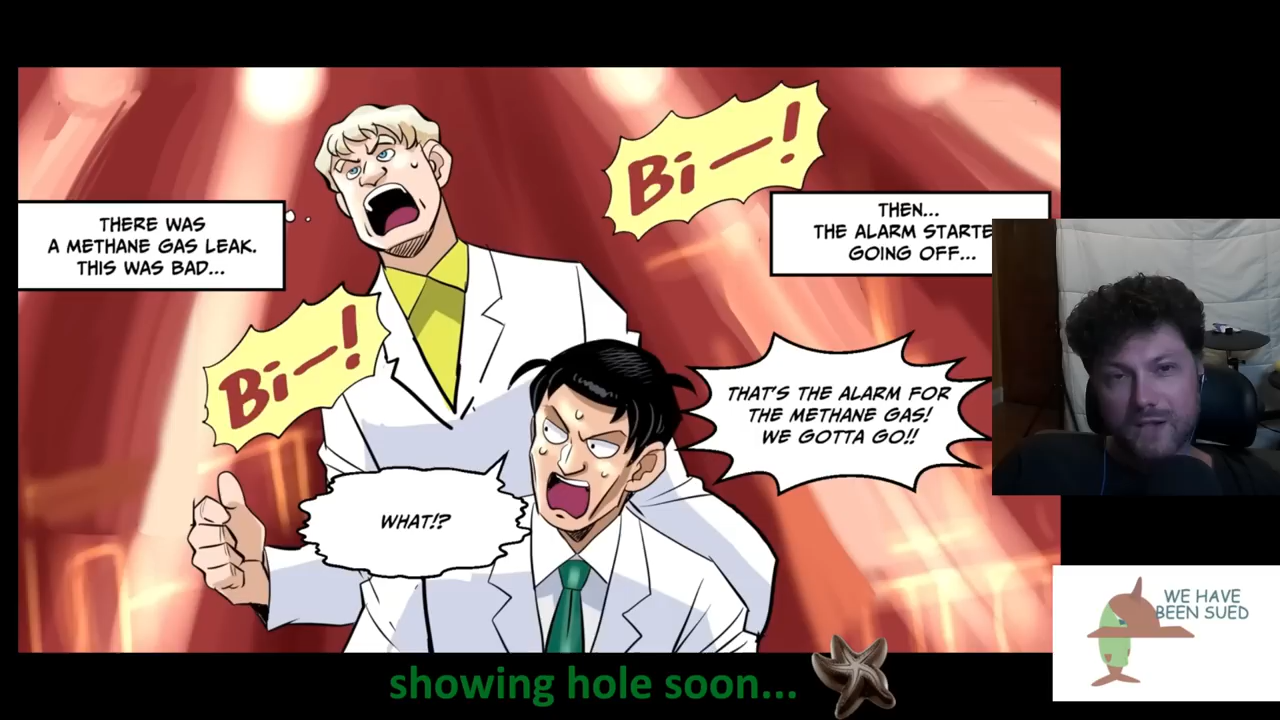 Bi—!
THERE WAS
A METHANE GAS LEAK.
THIS WAS BAD...
THEN...
THE ALARM STARTE
GOING OFF...
Bi—!
THAT'S THE ALARM FOR
THE METHANE GAS!
WE GOTTA GO!!
WHAT!?
WE HAVE
BEEN SUED
showing hole soon...